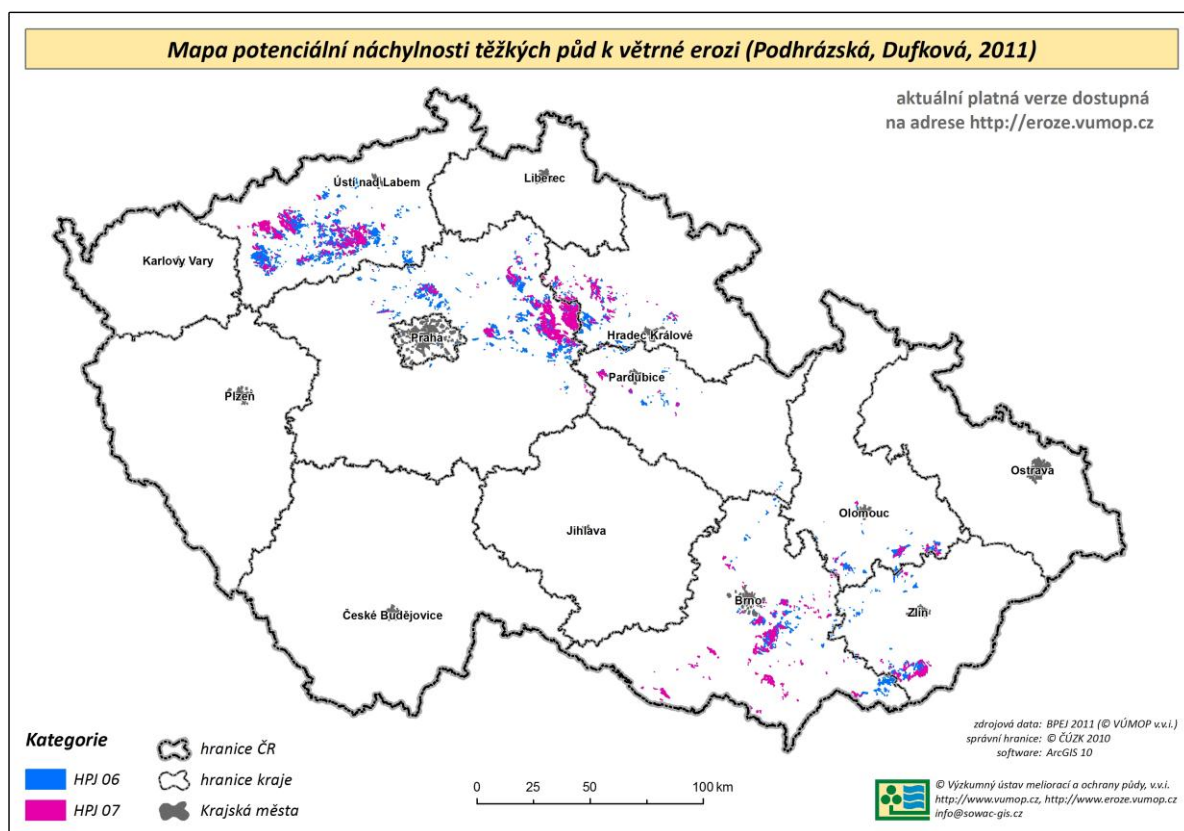 Mapa potenciální náchylnosti těžkých půd k větrné erozi (Podhrázská, Dufková, 2011)
aktuální platná verze dostupná
na adrese http://eroze.vumop.cz
Ústí nad Labem
Liberec
Karlovy Vary
Praha
Hradec Králové
Pardubice
Plzeň
Ostrava
Olomouc
Jihlava
Brno
Zlín
České Budějovice
Kategorie
HPJ 06
HPJ 07
hranice ČR
hranice kraje
Krajská města
0 25 50 100 km
zdrojová data: BPEJ 2011 (© VÚMOP v.v.i.)
správní hranice: © ČÚZK 2010
software: ArcGIS 10
© Výzkumný ústav meliorací a ochrany půdy, v.v.i.
http://www.vumop.cz, http://www.eroze.vumop.cz
info@sowac-gis.cz